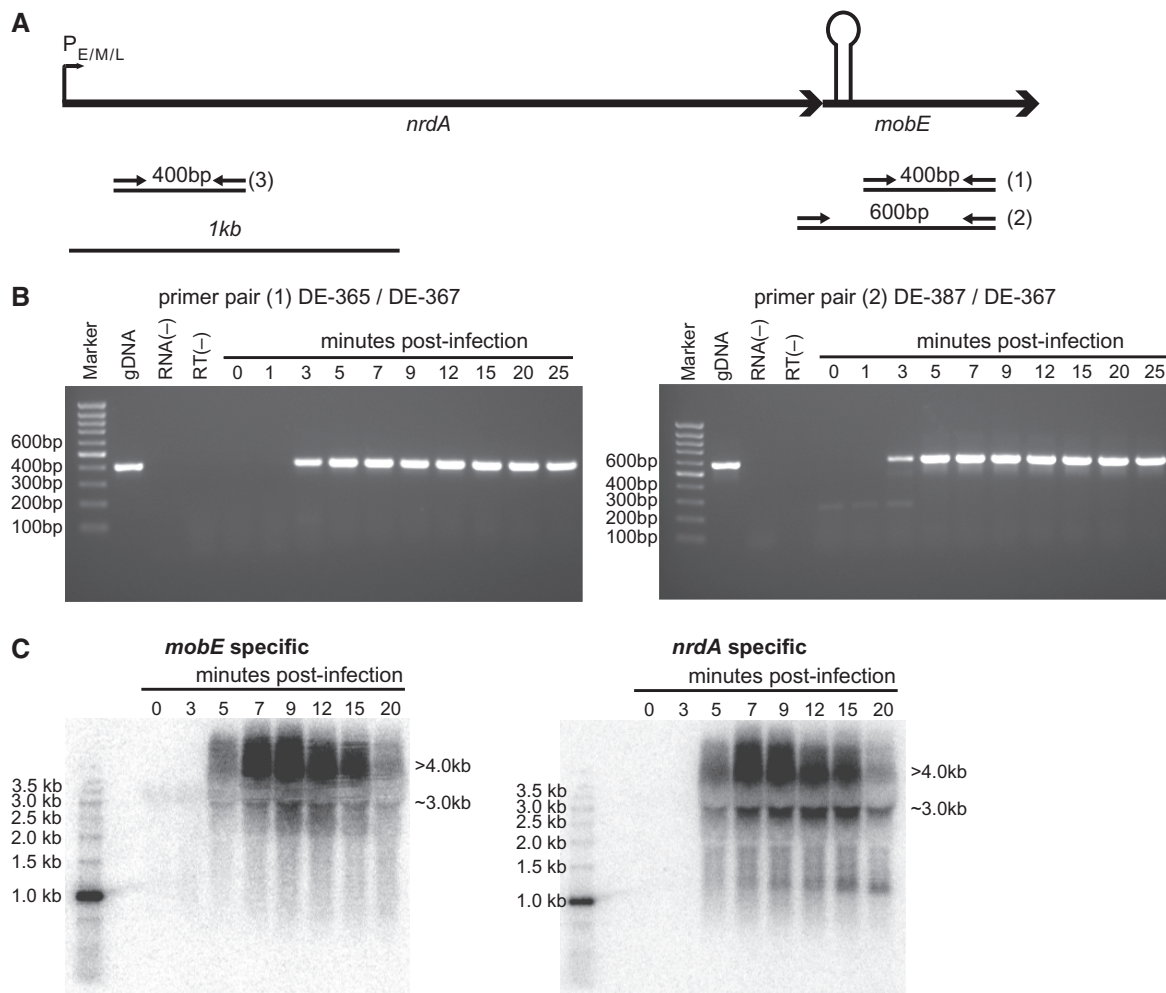 A
P E/M/L
nrdA
mobE
400bp (3)
400bp (1)
600bp (2)
1kb
B
primer pair (1) DE-365 / DE-367
Marker
gDNA
RNA(–)
RT(–)
minutes post-infection
0 1 3 5 7 9 12 15 20 25
600bp
400bp
300bp
200bp
100bp
primer pair (2) DE-387 / DE-367
Marker
gDNA
RNA(–)
RT(–)
minutes post-infection
0 1 3 5 7 9 12 15 20 25
600bp
400bp
300bp
200bp
100bp
C
mobE specific
minutes post-infection
0 3 5 7 9 12 15 20
3.5 kb
3.0 kb
2.5 kb
2.0 kb
1.5 kb
1.0 kb
>4.0kb
~3.0kb
nrdA specific
minutes post-infection
0 3 5 7 9 12 15 20
3.5 kb
3.0 kb
2.5 kb
2.0 kb
1.5 kb
1.0 kb
>4.0kb
~3.0kb